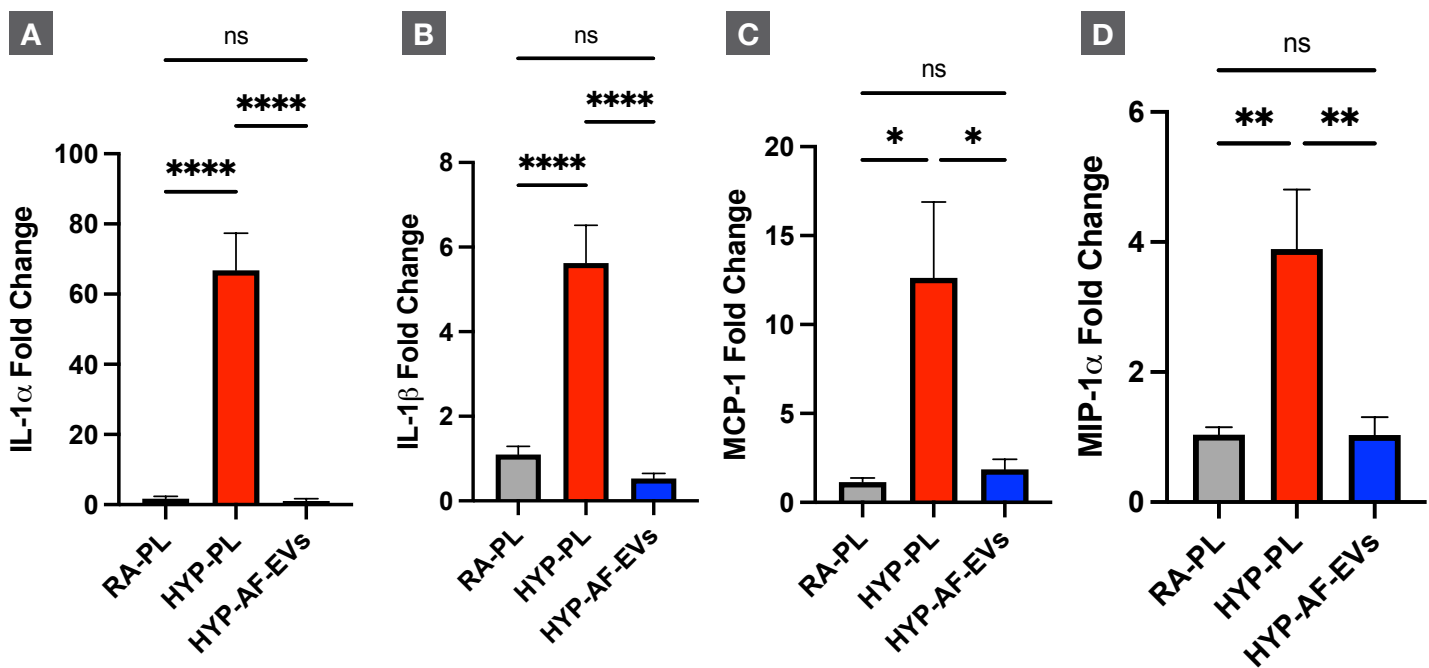 A
ns
****
****
100
80
60
40
20
0
IL-1α Fold Change
RA-PL
HYP-PL
HYP-AF-EVs
B
ns
****
****
8
6
4
2
0
IL-1β Fold Change
RA-PL
HYP-PL
HYP-AF-EVs
C
ns
* *
20
15
10
5
0
MCP-1 Fold Change
RA-PL
HYP-PL
HYP-AF-EVs
D
ns
** **
6
4
2
0
MIP-1α Fold Change
RA-PL
HYP-PL
HYP-AF-EVs